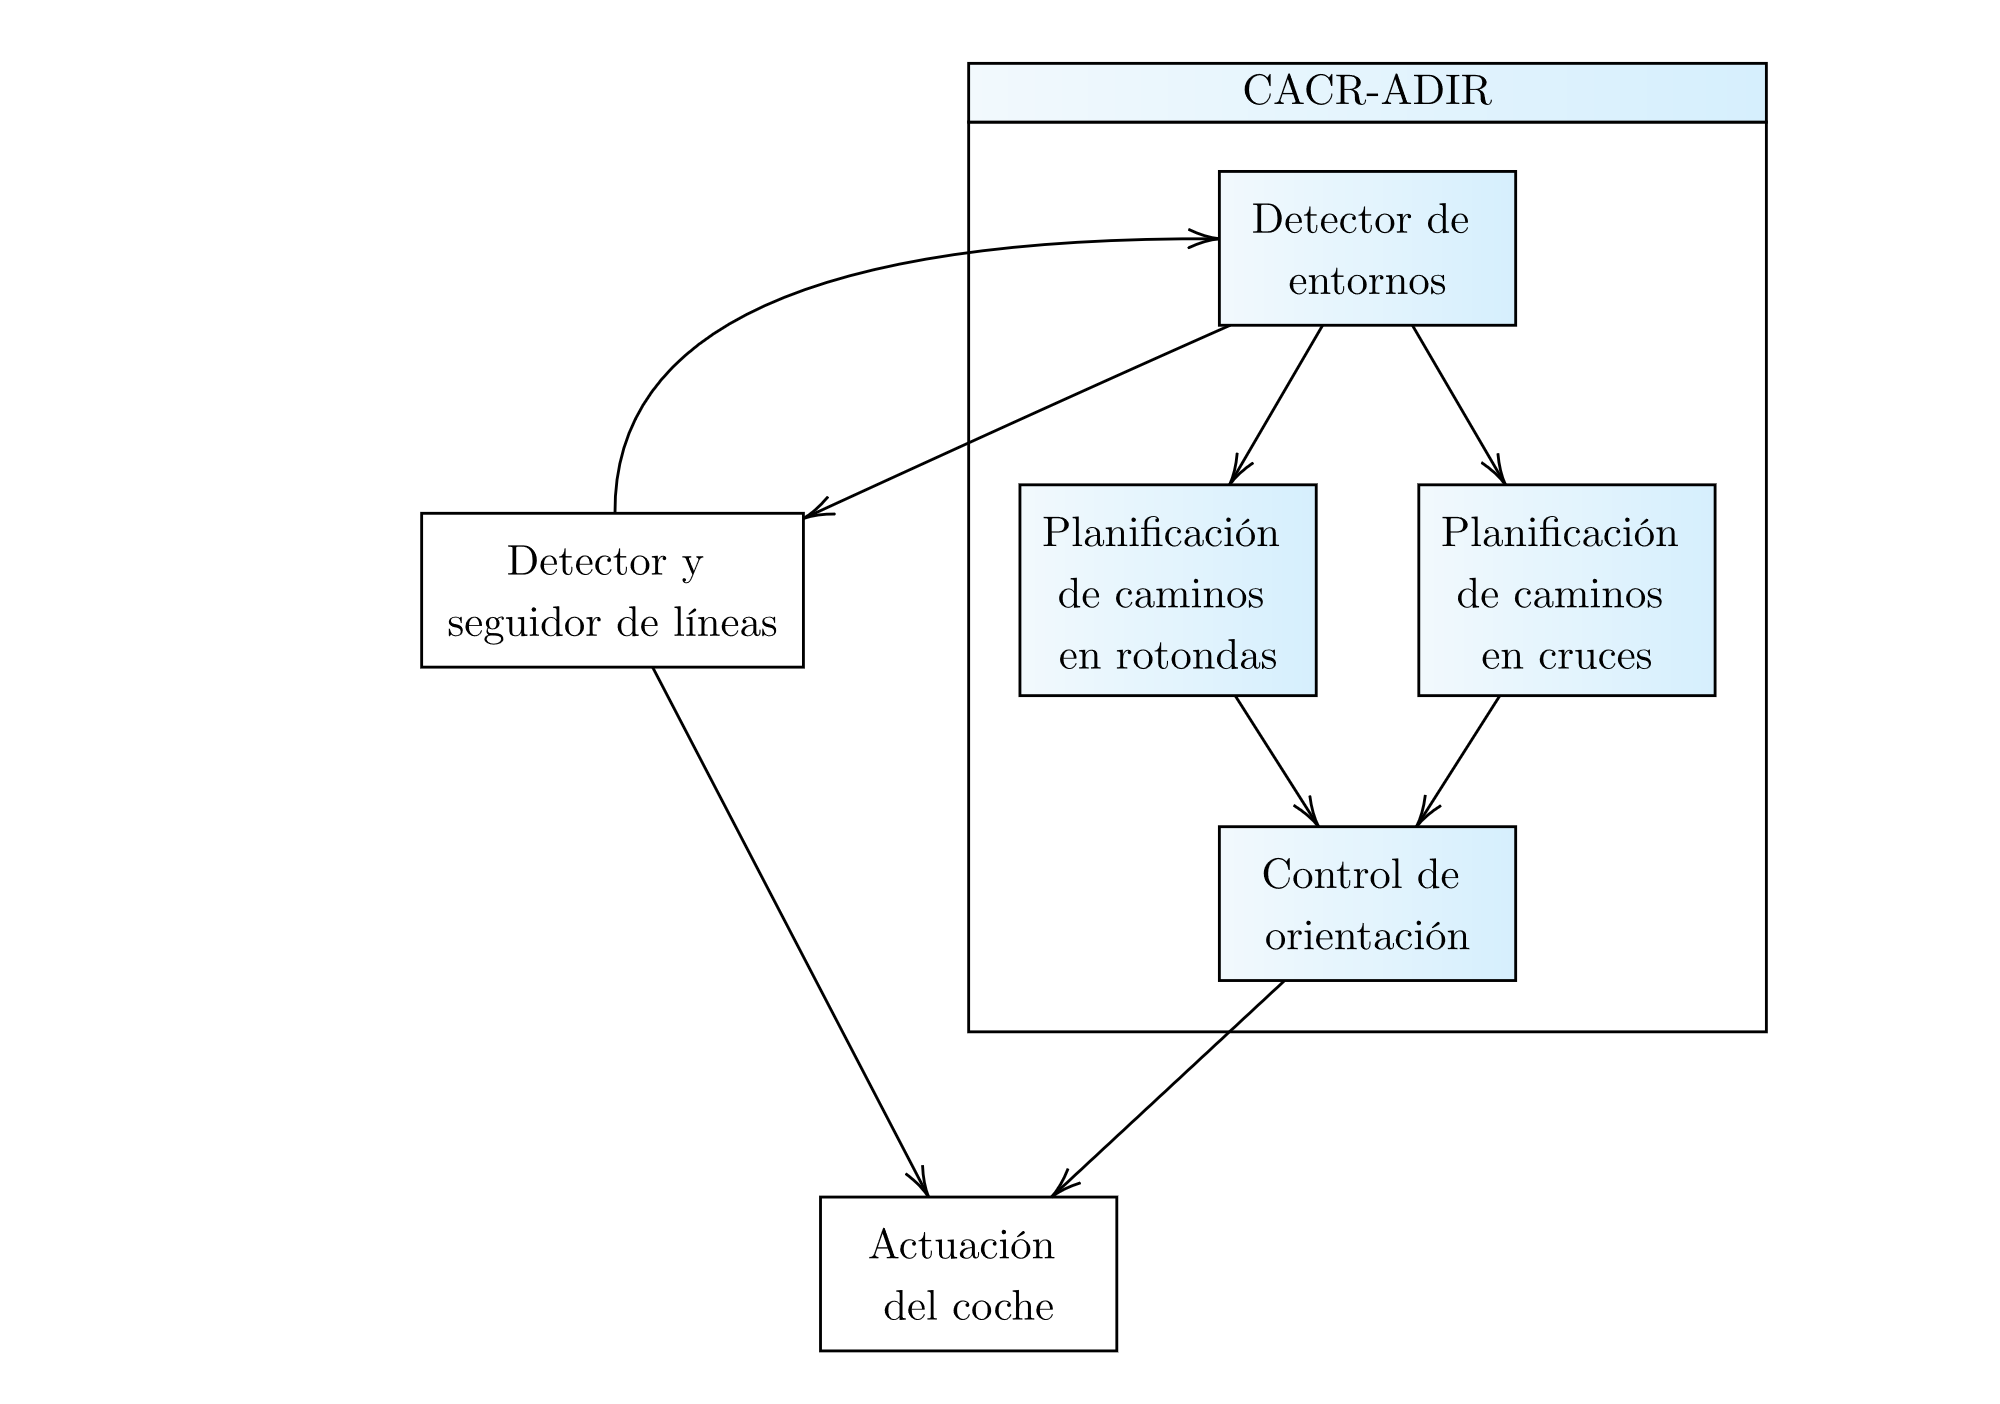 CACR-ADIR
Detector de
entornos
Detector y
seguidor de líneas
Planificación
de caminos
en rotondas
Planificación
de caminos
en cruces
Control de
orientación
Actuación
del coche